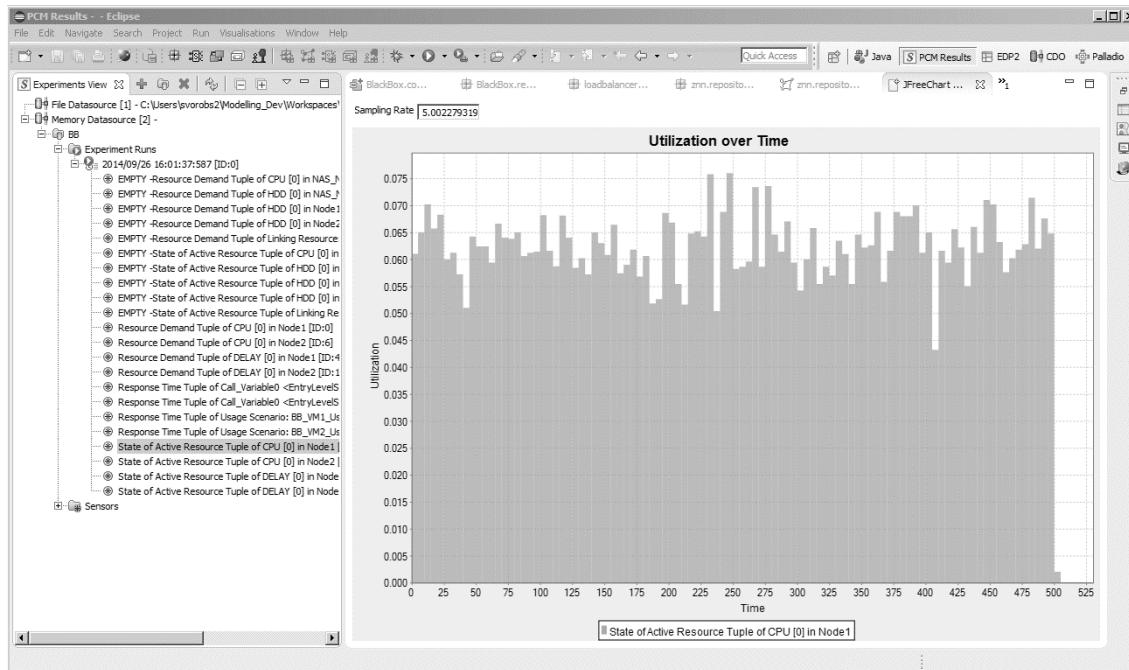 PCM Results - - Eclipse
File Edit Navigate Search Project Run Visualisations Window Help
Quick Access
Java
PCM Results
EDP2
CDO
Palladio
Experiments View
BlackBox.co...
BlackBox.re...
loadbalancer...
znn.reposito...
znn.reposito...
JFreeChart ...
»1
File Datasource [1] - C:\Users\svorobs2\Modelling_Dev\Workspaces'
Memory Datasource [2] -
BB
Experiment Runs
2014/09/26 16:01:37:587 [ID:0]
EMPTY -Resource Demand Tuple of CPU [0] in NAS_N
EMPTY -Resource Demand Tuple of HDD [0] in NAS_N
EMPTY -Resource Demand Tuple of HDD [0] in Node1
EMPTY -Resource Demand Tuple of HDD [0] in Node2
EMPTY -Resource Demand Tuple of Linking Resource
EMPTY -State of Active Resource Tuple of CPU [0] in
EMPTY -State of Active Resource Tuple of HDD [0] in
EMPTY -State of Active Resource Tuple of HDD [0] in
EMPTY -State of Active Resource Tuple of HDD [0] in
EMPTY -State of Active Resource Tuple of Linking Re
Resource Demand Tuple of CPU [0] in Node1 [ID:0]
Resource Demand Tuple of CPU [0] in Node2 [ID:6]
Resource Demand Tuple of DELAY [0] in Node1 [ID:4
Resource Demand Tuple of DELAY [0] in Node2 [ID:1
Response Time Tuple of Call_Variable0 <EntryLevelS
Response Time Tuple of Usage Scenario: BB_VM1_Us
Response Time Tuple of Usage Scenario: BB_VM2_Us
State of Active Resource Tuple of CPU [0] in Node1 [
State of Active Resource Tuple of CPU [0] in Node2 [
State of Active Resource Tuple of DELAY [0] in Node
State of Active Resource Tuple of DELAY [0] in Node
Sensors
Sampling Rate 5.002279319
Utilization over Time
0.075
0.070
0.065
0.060
0.055
0.050
0.045
0.040
0.035
0.030
0.025
0.020
0.015
0.010
0.005
0.000
Utilization
0 25 50 75 100 125 150 175 200 225 250 275 300 325 350 375 400 425 450 475 500 525
Time
State of Active Resource Tuple of CPU [0] in Node1